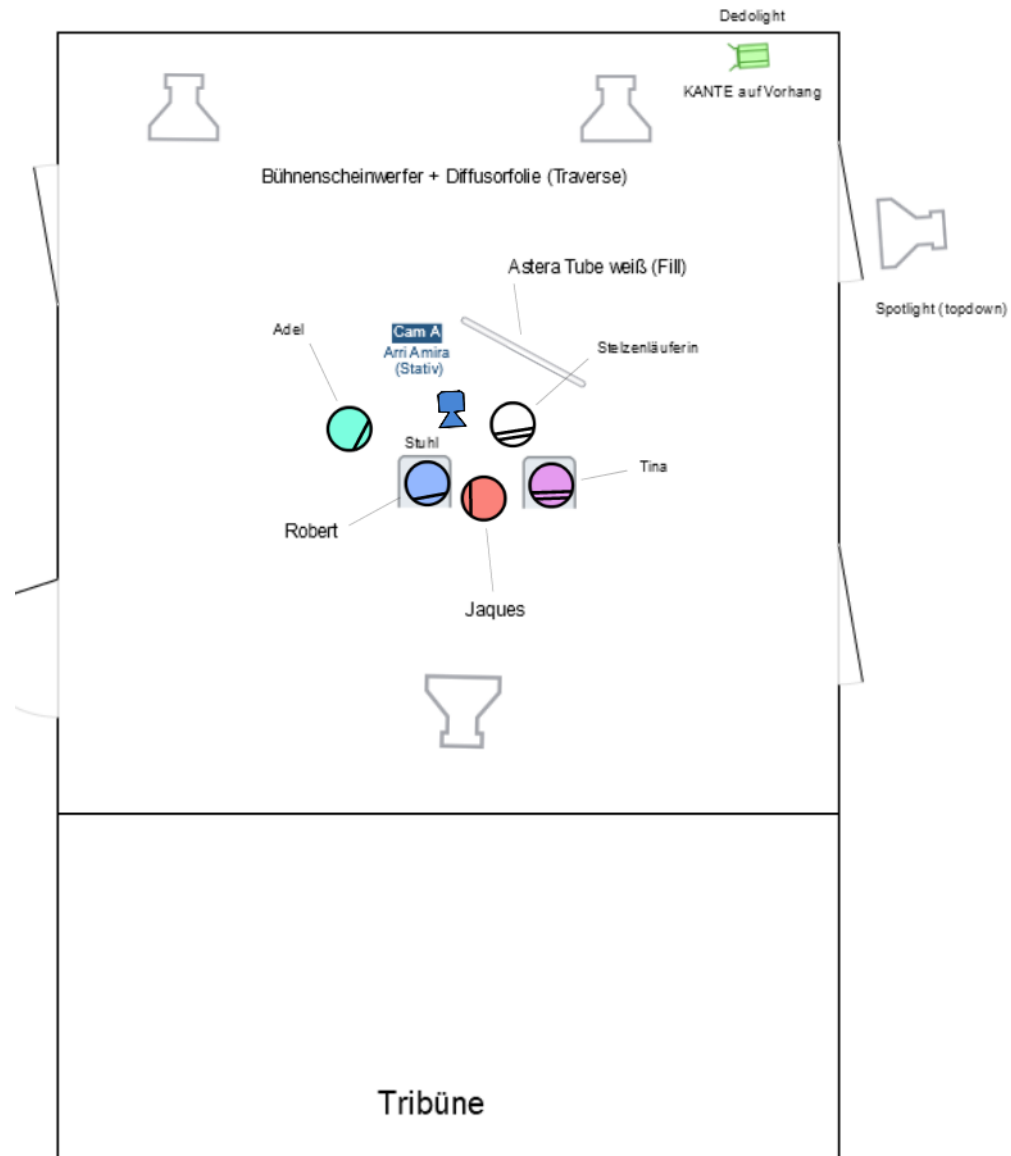 Dedolight
KANTE auf Vorhang
Bühnenscheinwerfer + Diffusorfolie (Traverse)
Astera Tube weiß (Fill)
Spotlight (topdown)
Adel
Cam A
Arri Amira
(Stativ)
Stelzenläuferin
Stuhl
Tina
Robert
Jaques
Tribüne